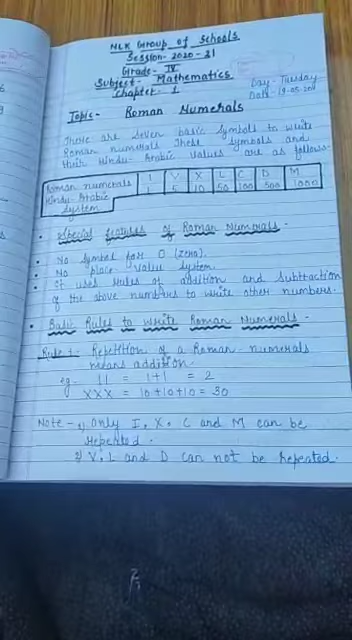 NLK Group of Schools
Session - 2020-21
Grade - IV
Subject - Mathematics
Chapter - 1
Day - Tuesday
Topic - Roman Numerals
There are seven basic symbols to write
Roman numerals. These symbols and
their Hindu-Arabic values are as follows-
Roman numerals I V X L C D M
Hindu-Arabic system 1 5 10 50 100 500 1000
Special features of Roman Numerals -
No symbol for 0 (zero).
No place value system.
It uses rules of addition and subtraction
of the above numbers to write other numbers.
Basic Rules to write Roman Numerals -
Rule 1 - Repetition of a Roman numerals
means addition.
eg- II = 1+1 = 2
XXX = 10+10+10 = 30
Note - 1) Only I, X, C and M can be
repeated.
2) V, L and D can not be repeated.